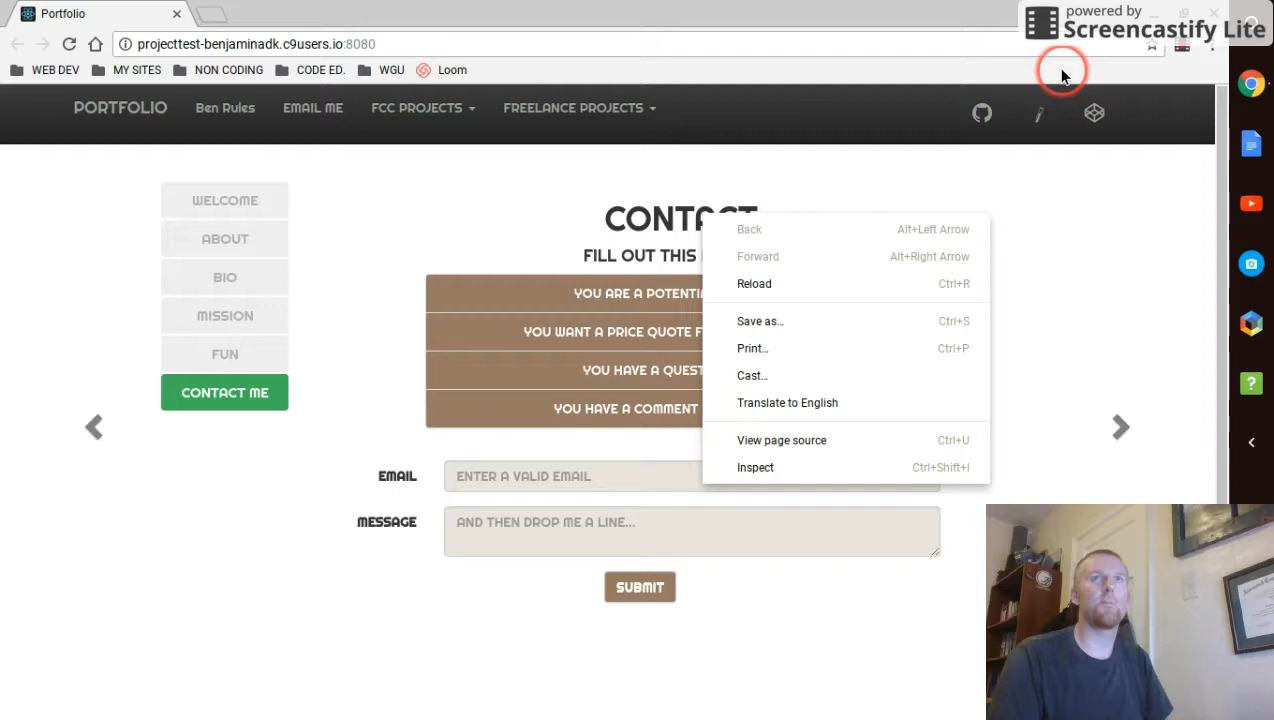 Portfolio
powered by
Screencastify Lite
projecttest-benjaminadk.c9users.io:8080
WEB DEV
MY SITES
NON CODING
CODE ED.
WGU
Loom
PORTFOLIO
Ben Rules
EMAIL ME
FCC PROJECTS
FREELANCE PROJECTS
WELCOME
ABOUT
BIO
MISSION
FUN
CONTACT ME
CONTACT
FILL OUT THIS
YOU ARE A
YOU WANT A PRICE QUOTE
YOU HAVE A
YOU HAVE A COMMENT
Back Alt+Left Arrow
Forward Alt+Right Arrow
Reload Ctrl+R
Save as... Ctrl+S
Print... Ctrl+P
Cast...
Translate to English
View page source Ctrl+U
Inspect Ctrl+Shift+I
EMAIL
ENTER A VALID EMAIL
MESSAGE
AND THEN DROP ME A LINE...
SUBMIT